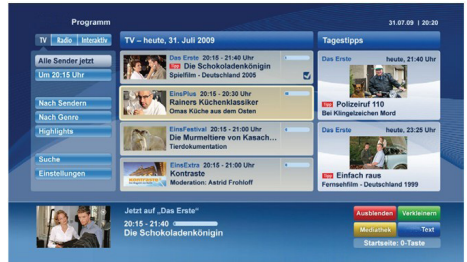 Programm
31.07.09 | 20:20
TV Radio Interaktiv
Alle Sender jetzt
Um 20:15 Uhr
Nach Sendern
Nach Genre
Highlights
Suche
Einstellungen
TV – heute, 31. Juli 2009
Das Erste 20:15 - 21:40 Uhr
Tipp Die Schokoladenkönigin
Spielfilm - Deutschland 2005
EinsPlus 20:15 - 20:30 Uhr
Rainers Küchenklassiker
Omas Küche aus dem Osten
EinsFestival 20:15 - 21:00 Uhr
Die Murmeltiere von Kasach...
Tierdokumentation
EinsExtra 20:15 - 21:00 Uhr
Kontraste
Moderation: Astrid Frohloff
Tagestipps
Das Erste heute, 21:40 Uhr
Tipp Polizeiruf 110
Bei Klingelzeichen Mord
Das Erste heute, 23:25 Uhr
Tipp Einfach raus
Fernsehfilm - Deutschland 1999
Jetzt auf „Das Erste"
20:15 - 21:40
Die Schokoladenkönigin
Ausblenden Verkleinern
Mediathek Text
Startseite: 0-Taste